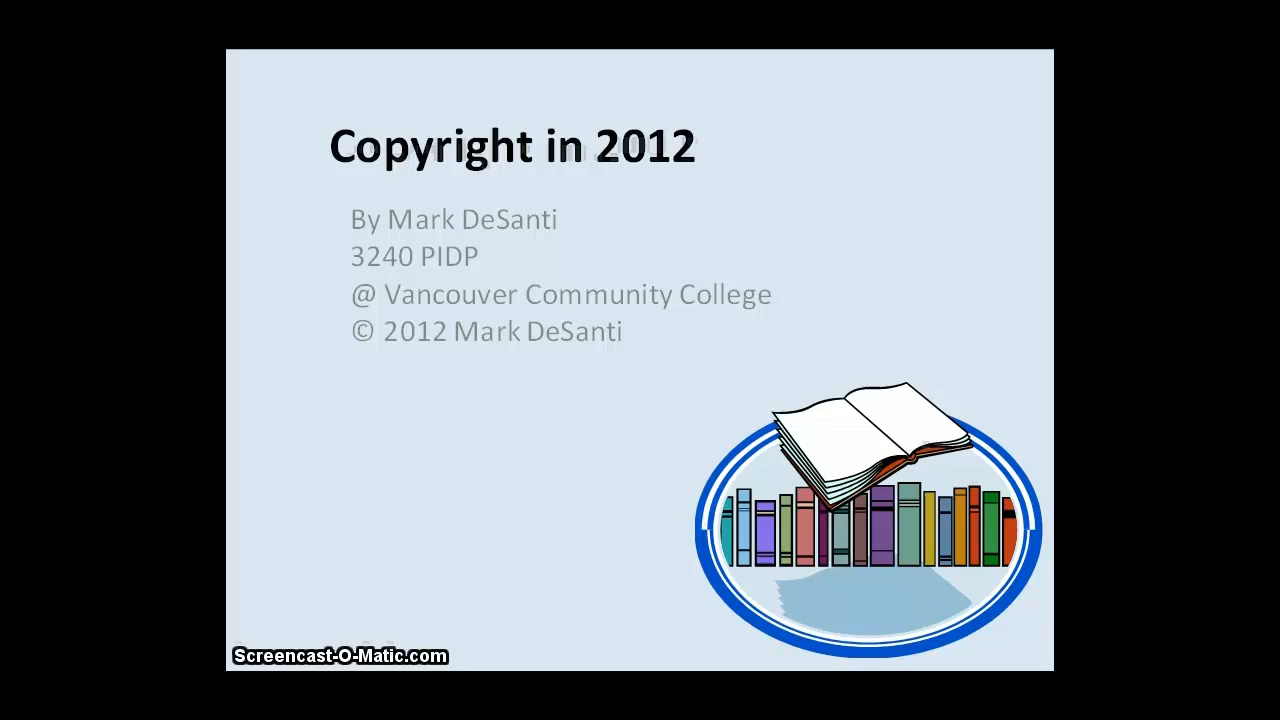 Copyright in 2012
By Mark DeSanti
3240 PIDP
@ Vancouver Community College
© 2012 Mark DeSanti
Screencast-O-Matic.com